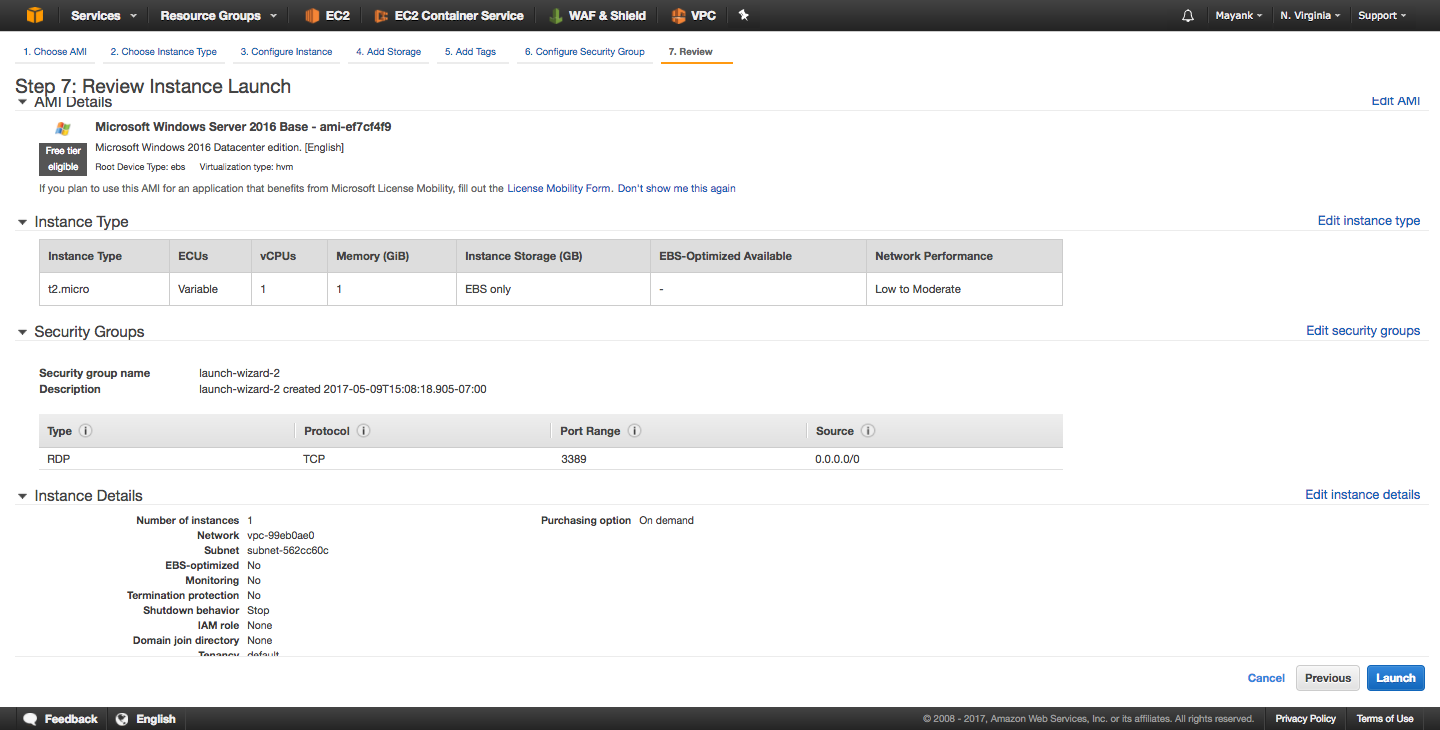 Services Resource Groups EC2 EC2 Container Service WAF & Shield VPC Mayank N. Virginia Support
1. Choose AMI 2. Choose Instance Type 3. Configure Instance 4. Add Storage 5. Add Tags 6. Configure Security Group 7. Review
Step 7: Review Instance Launch
AMI Details Edit AMI
Microsoft Windows Server 2016 Base - ami-ef7cf4f9
Free tier eligible
Microsoft Windows 2016 Datacenter edition. [English]
Root Device Type: ebs Virtualization type: hvm
If you plan to use this AMI for an application that benefits from Microsoft License Mobility, fill out the License Mobility Form. Don't show me this again
Instance Type Edit instance type
Instance Type ECUs vCPUs Memory (GiB) Instance Storage (GB) EBS-Optimized Available Network Performance
t2.micro Variable 1 1 EBS only - Low to Moderate
Security Groups Edit security groups
Security group name launch-wizard-2
Description launch-wizard-2 created 2017-05-09T15:08:18.905-07:00
Type i Protocol i Port Range i Source i
RDP TCP 3389 0.0.0.0/0
Instance Details Edit instance details
Number of instances 1 Purchasing option On demand
Network vpc-99eb0ae0
Subnet subnet-562cc60c
EBS-optimized No
Monitoring No
Termination protection No
Shutdown behavior Stop
IAM role None
Domain join directory None
Tenancy default
Cancel Previous Launch
Feedback English © 2008 - 2017, Amazon Web Services, Inc. or its affiliates. All rights reserved. Privacy Policy Terms of Use